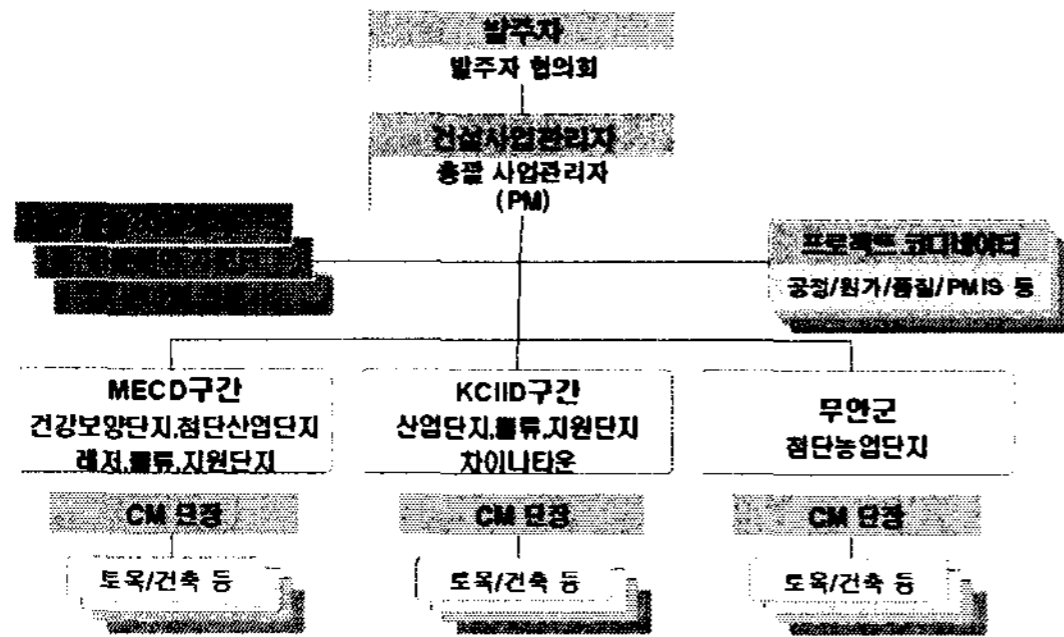 발주자
발주자 협의회
건설사업관리자
총괄 사업관리자
(PM)
프로젝트 코디네이터
공정/원가/품질/PMIS 등
MECD구간
건강보양단지,첨단산업단지
레저,물류,지원단지
KCIID구간
산업단지,물류,지원단지
차이나타운
무안군
첨단농업단지
CM 단장
CM 단장
CM 단장
토목/건축 등
토목/건축 등
토목/건축 등